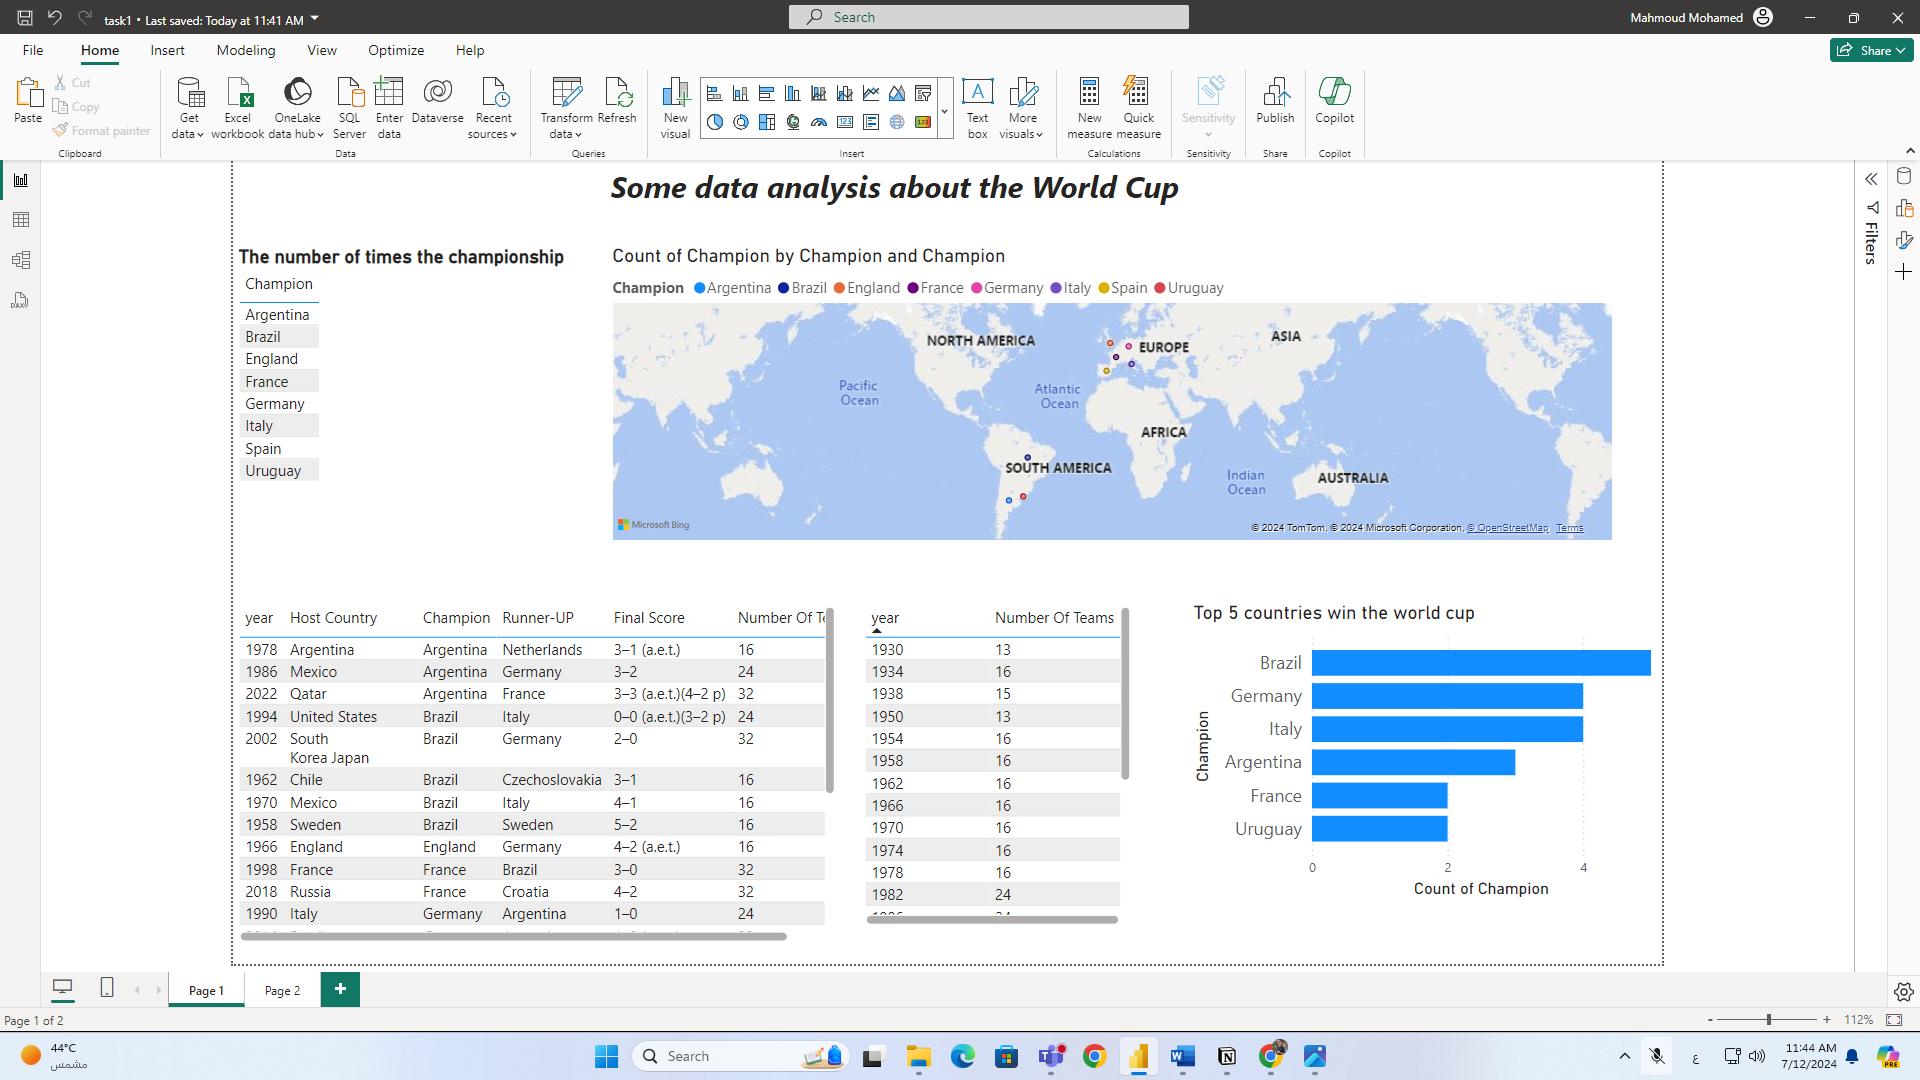 task1 • Last saved: Today at 11:41 AM
Search
Mahmoud Mohamed
File Home Insert Modeling View Optimize Help
Share
Paste
Cut
Copy
Format painter
Clipboard
Get data
Excel workbook
OneLake data hub
SQL Server
Enter data
Dataverse
Recent sources
Data
Transform data
Refresh
Queries
New visual
Text box
More visuals
Insert
New measure
Quick measure
Calculations
Sensitivity
Sensitivity
Publish
Share
Copilot
Copilot
Filters
Some data analysis about the World Cup
The number of times the championship
Champion
Argentina
Brazil
England
France
Germany
Italy
Spain
Uruguay
Count of Champion by Champion and Champion
Champion Argentina Brazil England France Germany Italy Spain Uruguay
NORTH AMERICA
EUROPE
ASIA
Pacific Ocean
Atlantic Ocean
AFRICA
SOUTH AMERICA
Indian Ocean
AUSTRALIA
Microsoft Bing
© 2024 TomTom, © 2024 Microsoft Corporation, © OpenStreetMap Terms
year Host Country Champion Runner-UP Final Score Number Of Te
1978 Argentina Argentina Netherlands 3–1 (a.e.t.) 16
1986 Mexico Argentina Germany 3–2 24
2022 Qatar Argentina France 3–3 (a.e.t.)(4–2 p) 32
1994 United States Brazil Italy 0–0 (a.e.t.)(3–2 p) 24
2002 South Korea Japan Brazil Germany 2–0 32
1962 Chile Brazil Czechoslovakia 3–1 16
1970 Mexico Brazil Italy 4–1 16
1958 Sweden Brazil Sweden 5–2 16
1966 England England Germany 4–2 (a.e.t.) 16
1998 France France Brazil 3–0 32
2018 Russia France Croatia 4–2 32
1990 Italy Germany Argentina 1–0 24
year Number Of Teams
1930 13
1934 16
1938 15
1950 13
1954 16
1958 16
1962 16
1966 16
1970 16
1974 16
1978 16
1982 24
Top 5 countries win the world cup
Champion
Brazil
Germany
Italy
Argentina
France
Uruguay
0 2 4
Count of Champion
Page 1
Page 2
Page 1 of 2
112%
44°C
مشمس
Search
ع
11:44 AM
7/12/2024
PRE